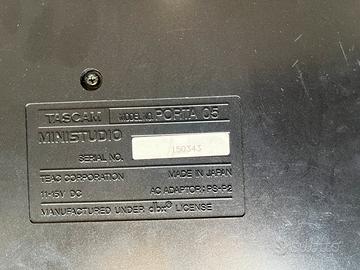 TASCAM MODEL NO. PORTA 05
MINISTUDIO
SERIAL NO. 150343
TEAC CORPORATION MADE IN JAPAN
11-15V DC AC ADAPTOR: PS-P2
MANUFACTURED UNDER dbx® LICENSE
subito